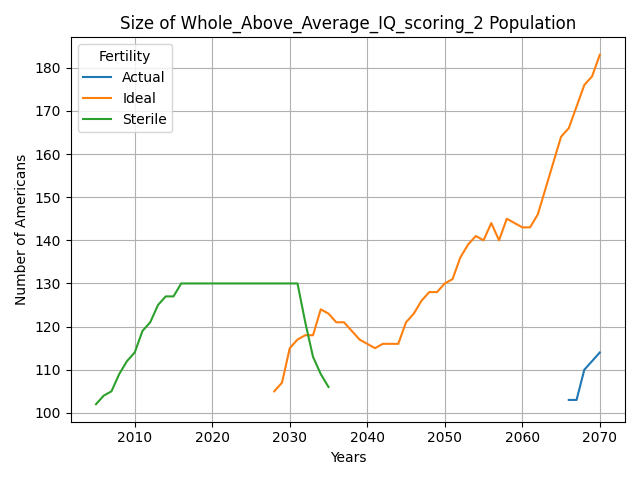 Size of Whole_Above_Average_IQ_scoring_2 Population
Fertility
Actual
Ideal
Sterile
Number of Americans
180
170
160
150
140
130
120
110
100
2010
2020
2030
2040
2050
2060
2070
Years